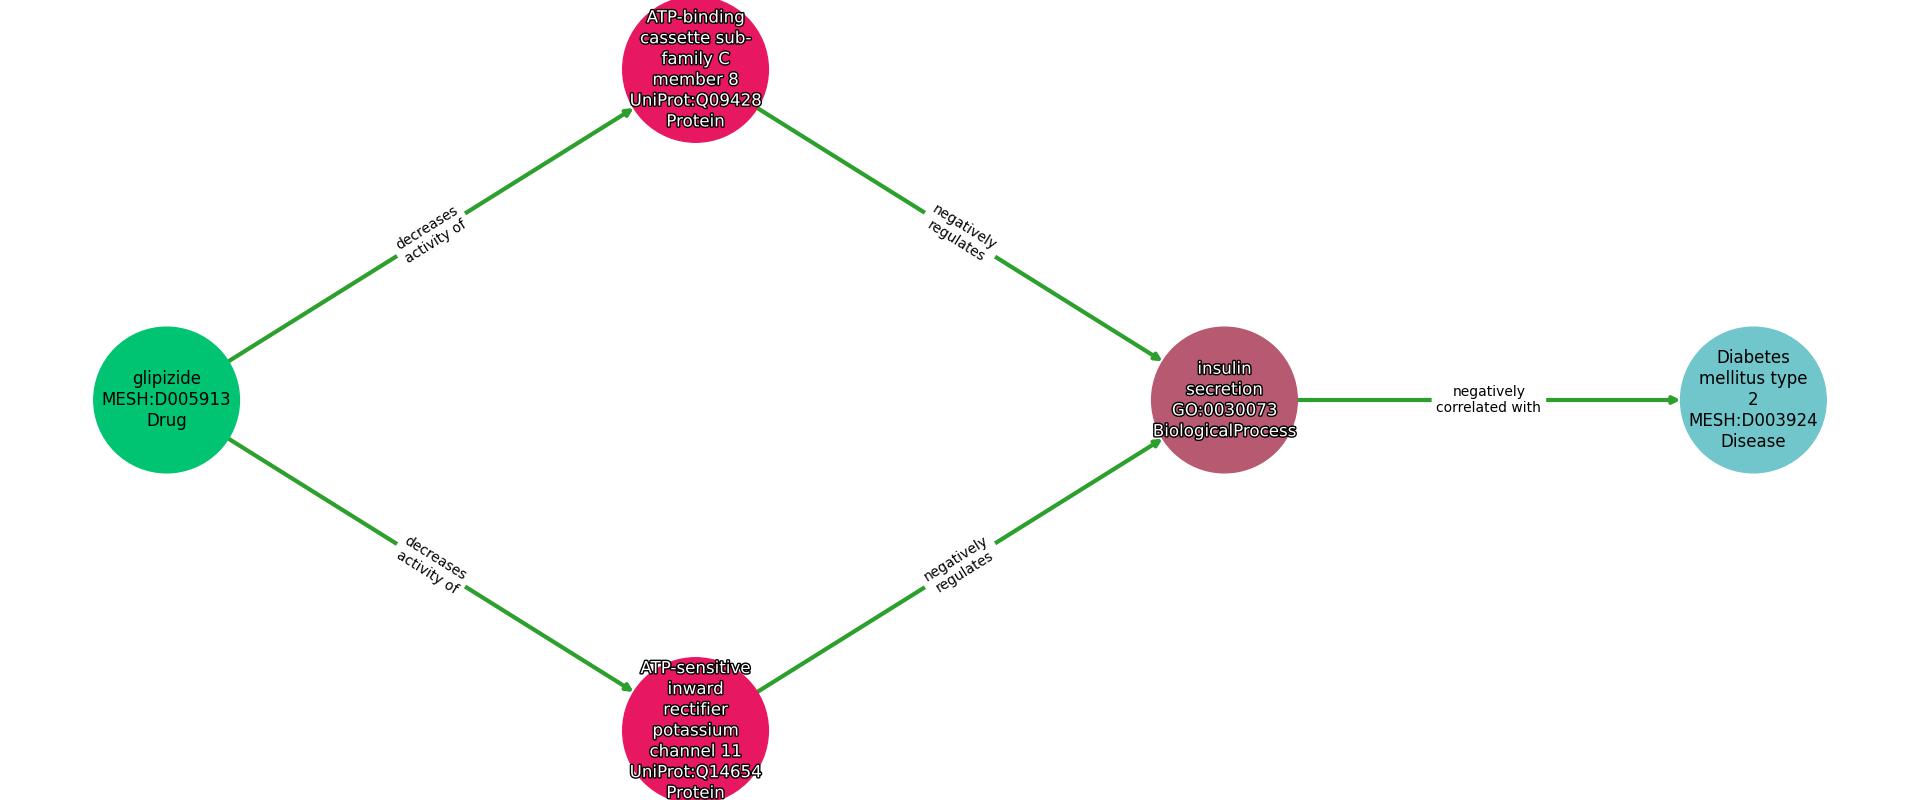 glipizide
MESH:D005913
Drug
decreases
activity of
decreases
activity of
ATP-binding
cassette sub-
family C
member 8
UniProt:Q09428
Protein
ATP-sensitive
inward
rectifier
potassium
channel 11
UniProt:Q14654
Protein
negatively
regulates
negatively
regulates
insulin
secretion
GO:0030073
BiologicalProcess
negatively
correlated with
Diabetes
mellitus type
2
MESH:D003924
Disease